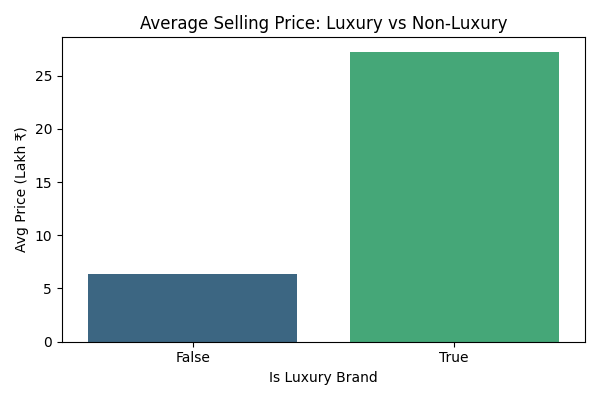 Average Selling Price: Luxury vs Non-Luxury
Avg Price (Lakh ₹)
25
20
15
10
5
0
False True
Is Luxury Brand